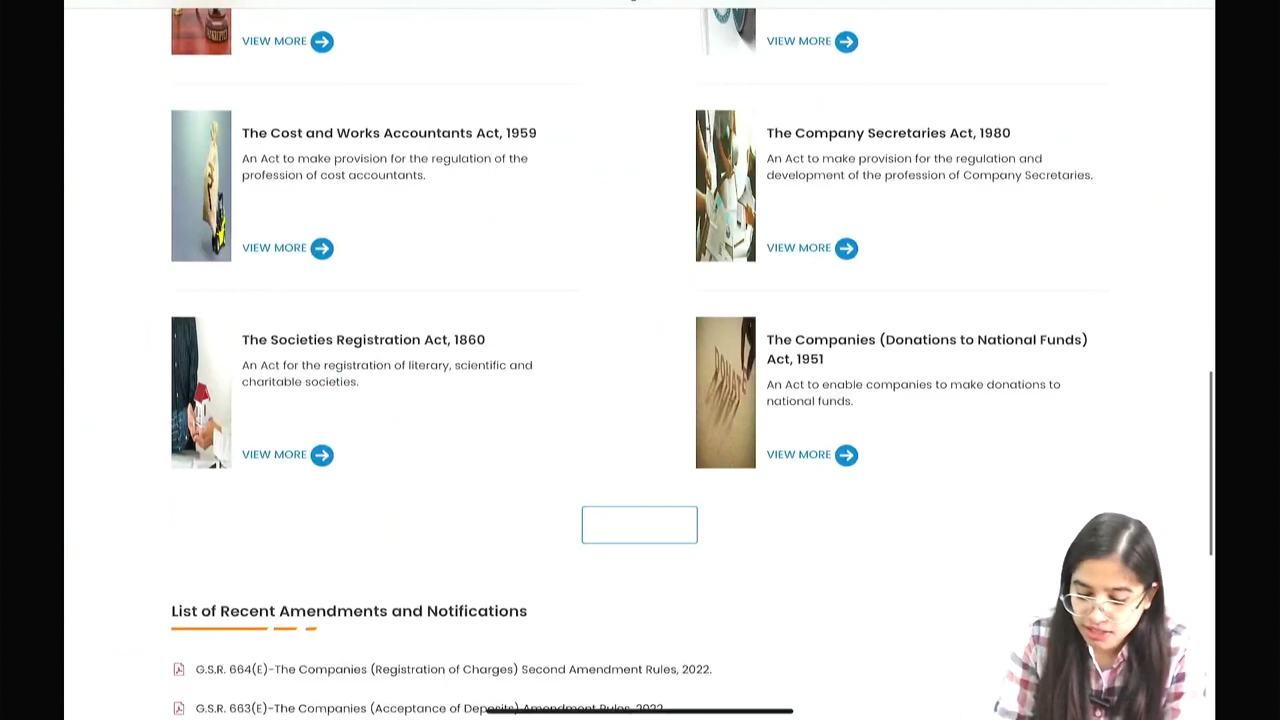 VIEW MORE
VIEW MORE
The Cost and Works Accountants Act, 1959
An Act to make provision for the regulation of the
profession of cost accountants.
VIEW MORE
The Company Secretaries Act, 1980
An Act to make provision for the regulation and
development of the profession of Company Secretaries.
VIEW MORE
The Societies Registration Act, 1860
An Act for the registration of literary, scientific and
charitable societies.
VIEW MORE
The Companies (Donations to National Funds)
Act, 1951
An Act to enable companies to make donations to
national funds.
VIEW MORE
DONATE
List of Recent Amendments and Notifications
G.S.R. 664(E)-The Companies (Registration of Charges) Second Amendment Rules, 2022.
G.S.R. 663(E)-The Companies (Acceptance of Deposits) Amendment Rules, 2022